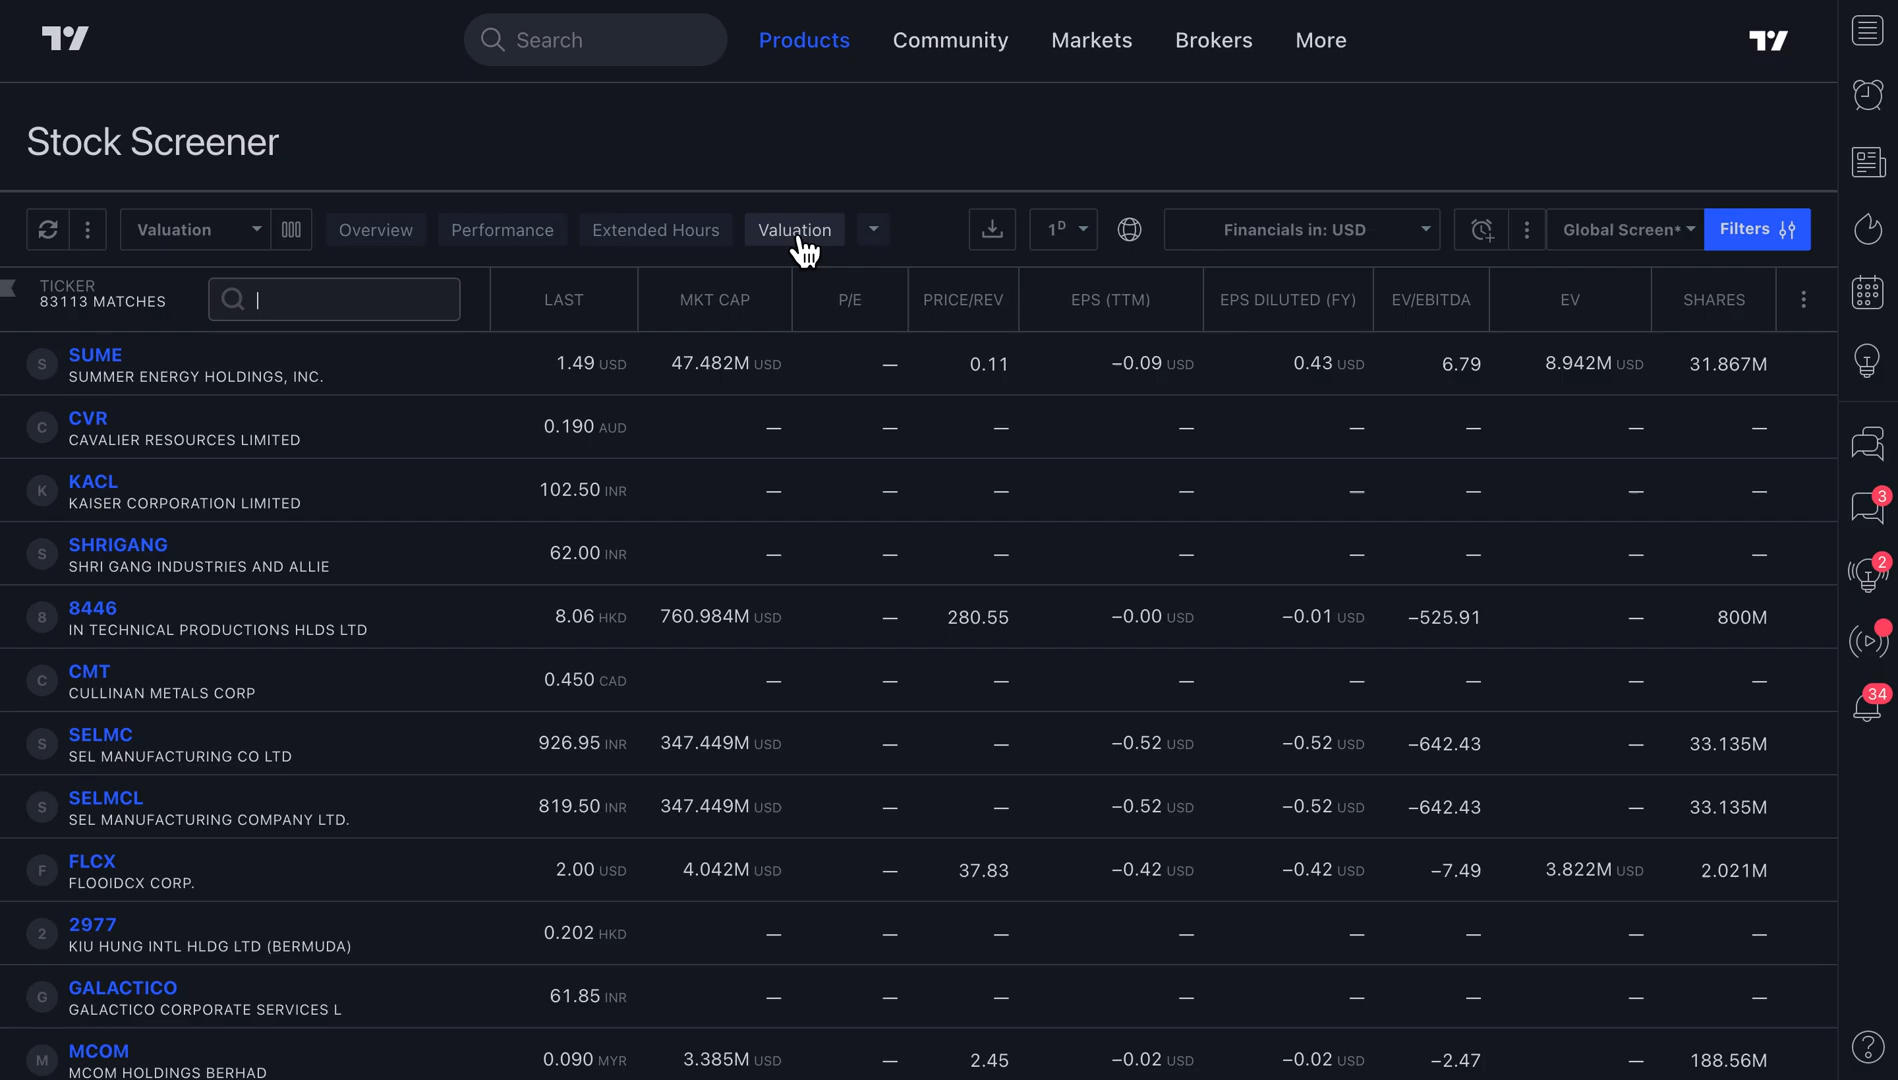 Search
Products
Community
Markets
Brokers
More
Stock Screener
Valuation
Overview
Performance
Extended Hours
Valuation
1D
Financials in: USD
Global Screen*
Filters
TICKER
83113 MATCHES
LAST
MKT CAP
P/E
PRICE/REV
EPS (TTM)
EPS DILUTED (FY)
EV/EBITDA
EV
SHARES
S SUME 1.49 USD 47.482M USD — 0.11 −0.09 USD 0.43 USD 6.79 8.942M USD 31.867M
SUMMER ENERGY HOLDINGS, INC.
C CVR 0.190 AUD — — — — — — — —
CAVALIER RESOURCES LIMITED
K KACL 102.50 INR — — — — — — — —
KAISER CORPORATION LIMITED
S SHRIGANG 62.00 INR — — — — — — — —
SHRI GANG INDUSTRIES AND ALLIE
8 8446 8.06 HKD 760.984M USD — 280.55 −0.00 USD −0.01 USD −525.91 — 800M
IN TECHNICAL PRODUCTIONS HLDS LTD
C CMT 0.450 CAD — — — — — — — —
CULLINAN METALS CORP
S SELMC 926.95 INR 347.449M USD — — −0.52 USD −0.52 USD −642.43 — 33.135M
SEL MANUFACTURING CO LTD
S SELMCL 819.50 INR 347.449M USD — — −0.52 USD −0.52 USD −642.43 — 33.135M
SEL MANUFACTURING COMPANY LTD.
F FLCX 2.00 USD 4.042M USD — 37.83 −0.42 USD −0.42 USD −7.49 3.822M USD 2.021M
FLOOIDCX CORP.
2 2977 0.202 HKD — — — — — — — —
KIU HUNG INTL HLDG LTD (BERMUDA)
G GALACTICO 61.85 INR — — — — — — — —
GALACTICO CORPORATE SERVICES L
M MCOM 0.090 MYR 3.385M USD — 2.45 −0.02 USD −0.02 USD −2.47 — 188.56M
MCOM HOLDINGS BERHAD
3
2
34